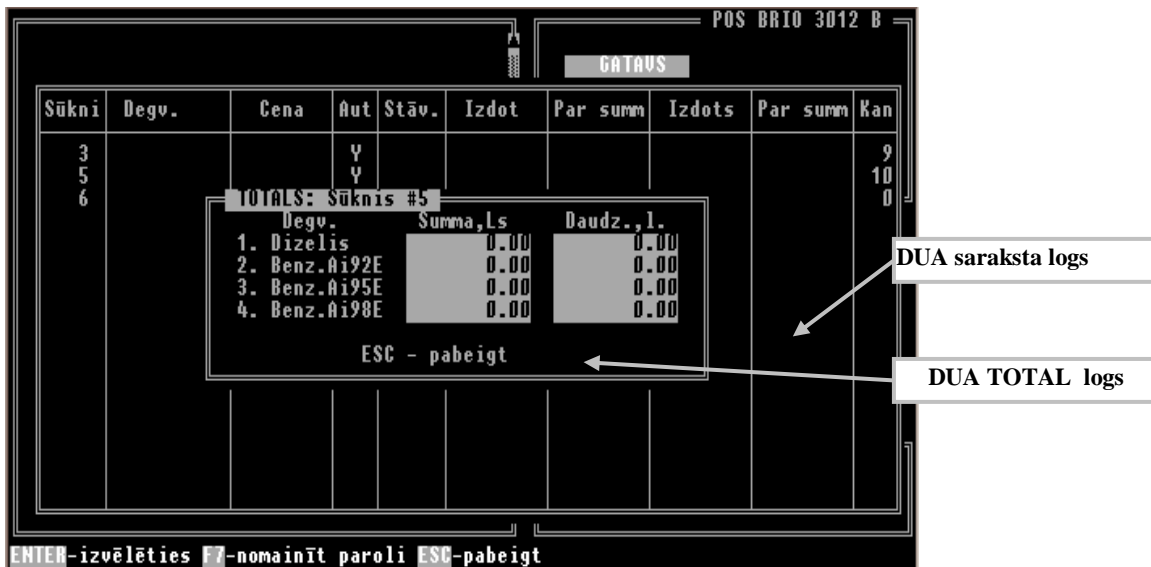 POS BRIO 3012 B
GATAVS
Sūkni Degv. Cena Aut Stāv. Izdot Par summ Izdots Par summ Kan
3 Y 9
5 Y 10
6 0
TOTALS: Sūknis #5
Degv. Summa,Ls Daudz.,l.
1. Dizelis 0.00 0.00
2. Benz.Ai92E 0.00 0.00
3. Benz.Ai95E 0.00 0.00
4. Benz.Ai98E 0.00 0.00
ESC - pabeigt
DUA saraksta logs
DUA TOTAL logs
ENTER-izvēlēties F7-nomainīt paroli ESC-pabeigt